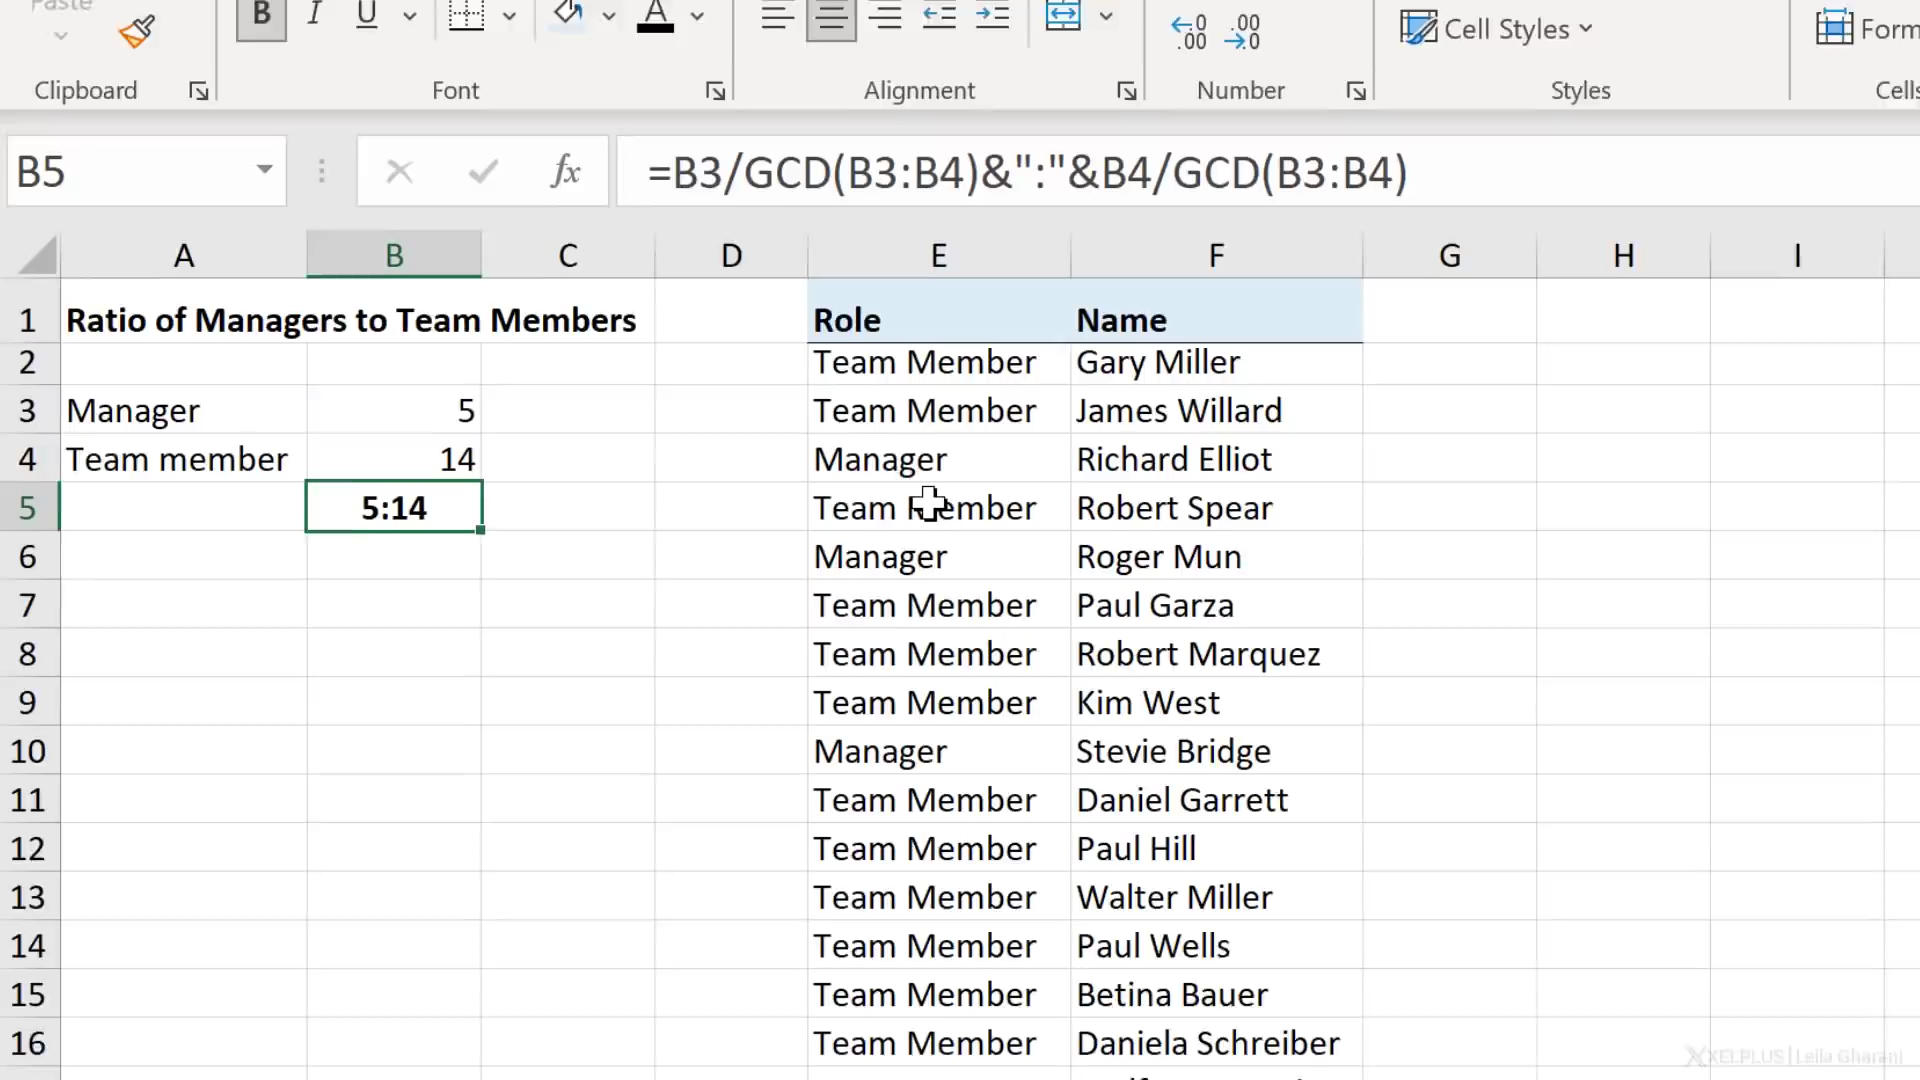 Paste
B I U A
.00 .00
Cell Styles
Clipboard Font Alignment Number Styles
B5 fx =B3/GCD(B3:B4)&":"&B4/GCD(B3:B4)
A B C D E F G H I
1 Ratio of Managers to Team Members Role Name
2 Team Member Gary Miller
3 Manager 5 Team Member James Willard
4 Team member 14 Manager Richard Elliot
5 5:14 Team Member Robert Spear
6 Manager Roger Mun
7 Team Member Paul Garza
8 Team Member Robert Marquez
9 Team Member Kim West
10 Manager Stevie Bridge
11 Team Member Daniel Garrett
12 Team Member Paul Hill
13 Team Member Walter Miller
14 Team Member Paul Wells
15 Team Member Betina Bauer
16 Team Member Daniela Schreiber
XELPLUS | Leila Gharani